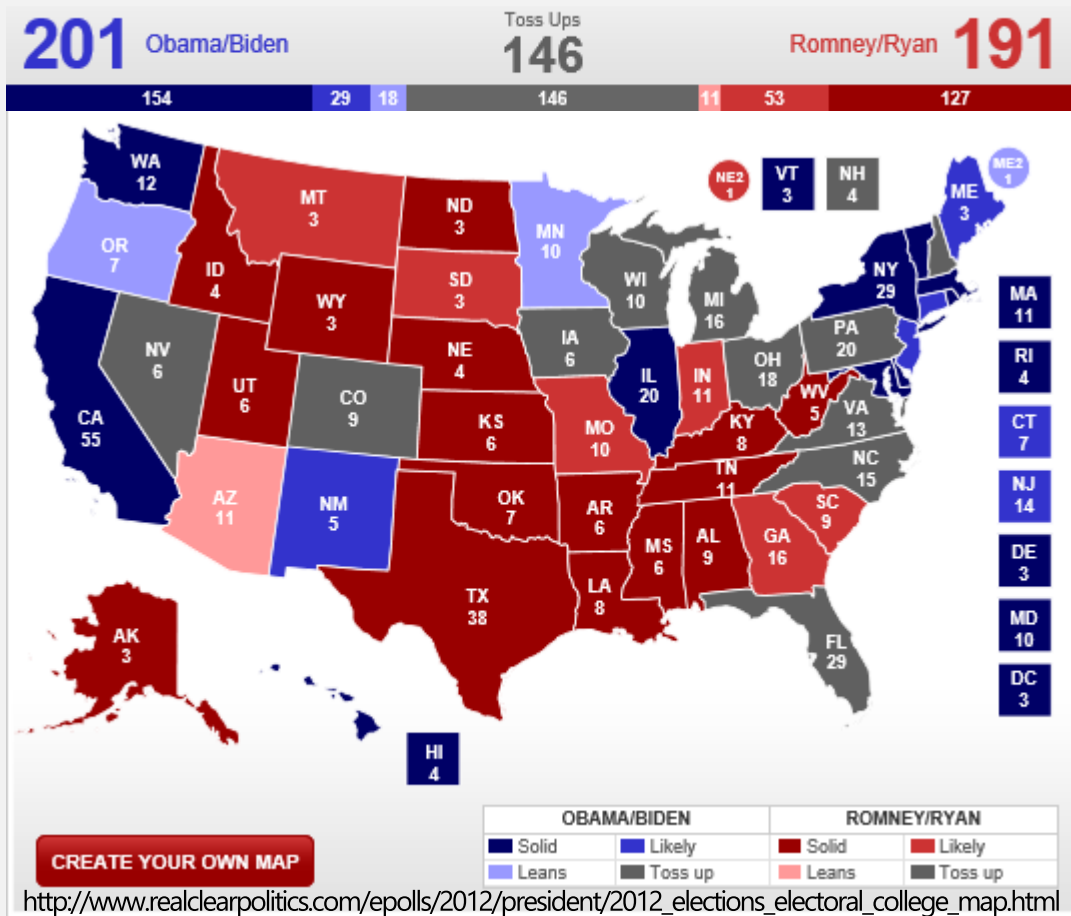 201 Obama/Biden Toss Ups 146 Romney/Ryan 191
154 29 18 146 11 53 127
WA
12
OR
7
CA
55
NV
6
ID
4
MT
3
WY
3
UT
6
AZ
11
CO
9
NM
5
ND
3
SD
3
NE
4
KS
6
OK
7
TX
38
MN
10
IA
6
MO
10
AR
6
LA
8
WI
10
IL
20
MI
16
IN
11
OH
18
KY
8
TN
11
MS
6
AL
9
GA
16
FL
29
SC
9
NC
15
VA
13
WV
5
PA
20
NY
29
ME
3
NE2
1
VT
3
NH
4
ME2
1
MA
11
RI
4
CT
7
NJ
14
DE
3
MD
10
DC
3
AK
3
HI
4
OBAMA/BIDEN ROMNEY/RYAN
Solid Likely Solid Likely
Leans Toss up Leans Toss up
CREATE YOUR OWN MAP
http://www.realclearpolitics.com/epolls/2012/president/2012_elections_electoral_college_map.html